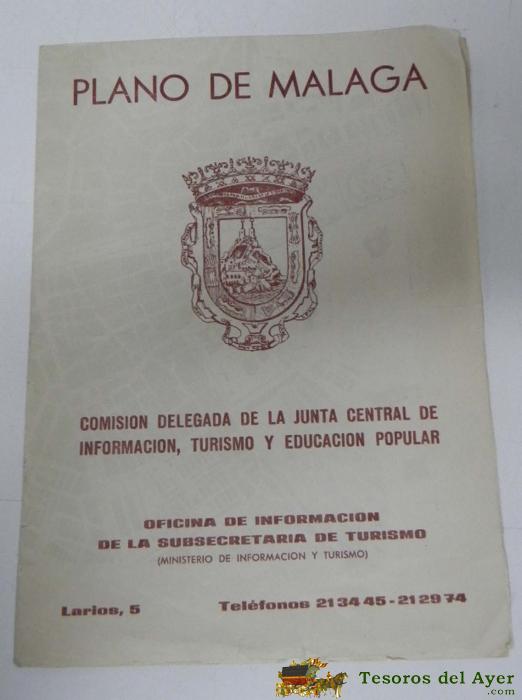 PLANO DE MALAGA
COMISION DELEGADA DE LA JUNTA CENTRAL DE
INFORMACION, TURISMO Y EDUCACION POPULAR
OFICINA DE INFORMACION
DE LA SUBSECRETARIA DE TURISMO
(MINISTERIO DE INFORMACION Y TURISMO)
Larios, 5 Teléfonos 21 34 45 - 21 29 74
Tesoros del Ayer
.com